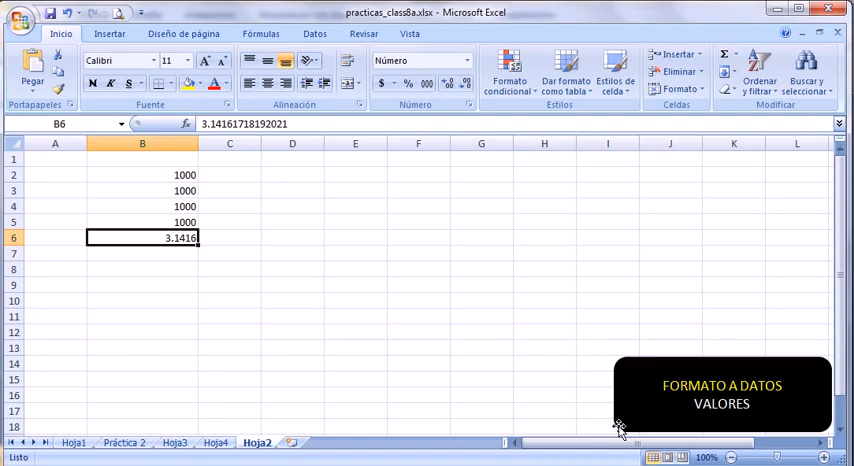 practicas_class8a.xlsx - Microsoft Excel
Inicio Insertar Diseño de página Fórmulas Datos Revisar Vista
Calibri 11 Número Insertar
Pegar N K S $ % 000 Formato condicional Dar formato como tabla Estilos de celda Eliminar Formato Ordenar y filtrar Buscar y seleccionar
Portapapeles Fuente Alineación Número Estilos Celdas Modificar
B6 fx 3.14161718192021
A B C D E F G H I J K L
1
2 1000
3 1000
4 1000
5 1000
6 3.1416
7
8
9
10
11
12
13
14
15
16
17
18
FORMATO A DATOS
VALORES
Hoja1 Práctica 2 Hoja3 Hoja4 Hoja2
Listo 100%